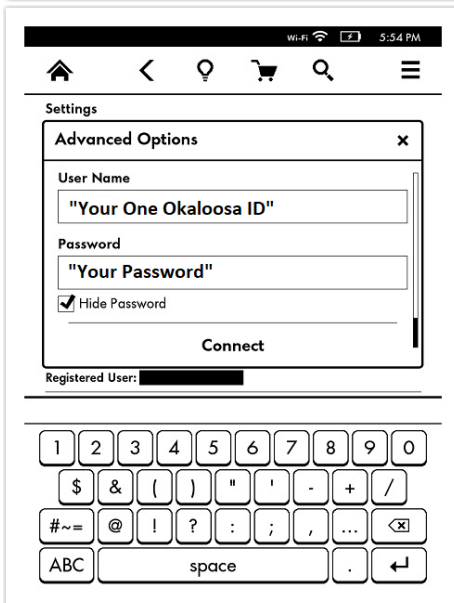 Wi-Fi 5:54 PM
Settings
Advanced Options x
User Name
"Your One Okaloosa ID"
Password
"Your Password"
Hide Password
Connect
Registered User:
1 2 3 4 5 6 7 8 9 0
$ & ( ) " ' - + /
#~= @ ! ? : ; , ...
ABC space .